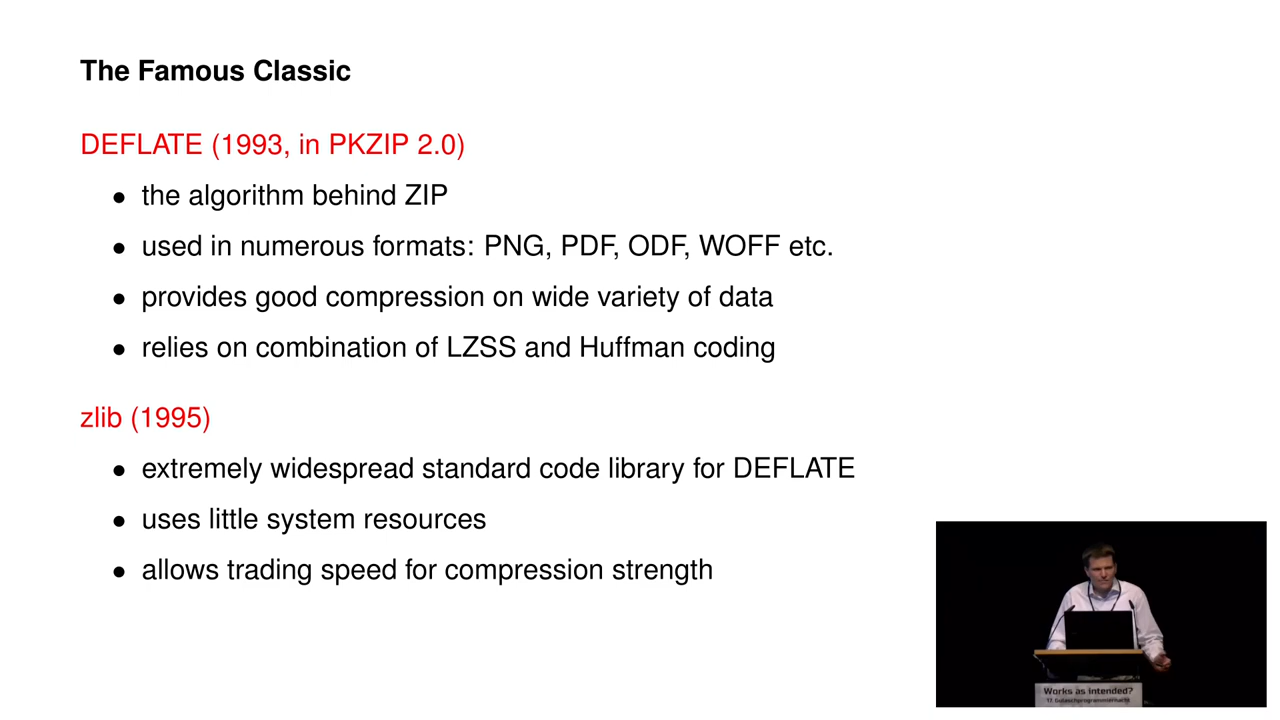 The Famous Classic
DEFLATE (1993, in PKZIP 2.0)
• the algorithm behind ZIP
• used in numerous formats: PNG, PDF, ODF, WOFF etc.
• provides good compression on wide variety of data
• relies on combination of LZSS and Huffman coding
zlib (1995)
• extremely widespread standard code library for DEFLATE
• uses little system resources
• allows trading speed for compression strength
Works as intended?
17. Gulaschprogrammiernacht